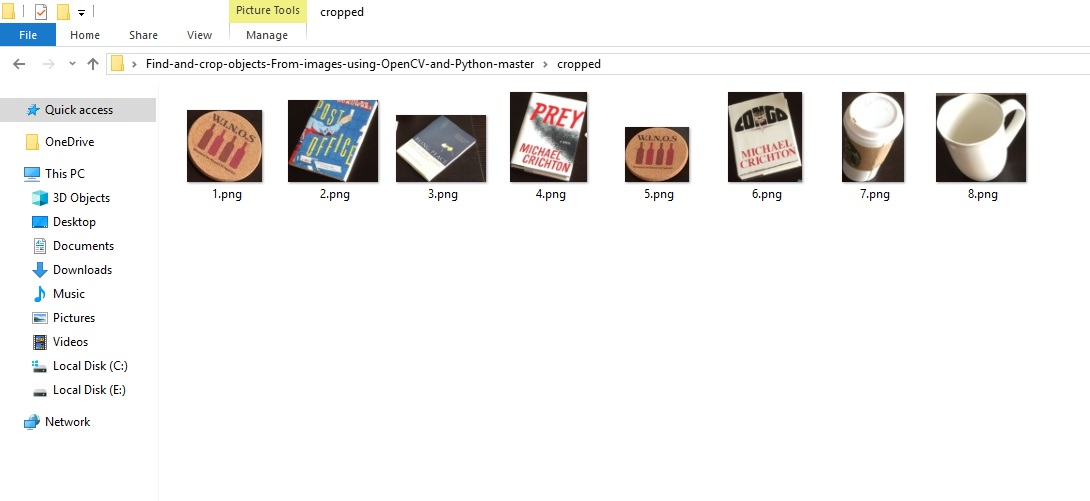 Picture Tools
cropped
File
Home
Share
View
Manage
Find-and-crop-objects-From-images-using-OpenCV-and-Python-master
cropped
Quick access
OneDrive
This PC
3D Objects
Desktop
Documents
Downloads
Music
Pictures
Videos
Local Disk (C:)
Local Disk (E:)
Network
W.I.N.O.S
1.png
POST
OFFICE
2.png
3.png
PREY
MICHAEL
CRICHTON
4.png
W.I.N.O.S
5.png
CONGO
MICHAEL
CRICHTON
6.png
7.png
8.png